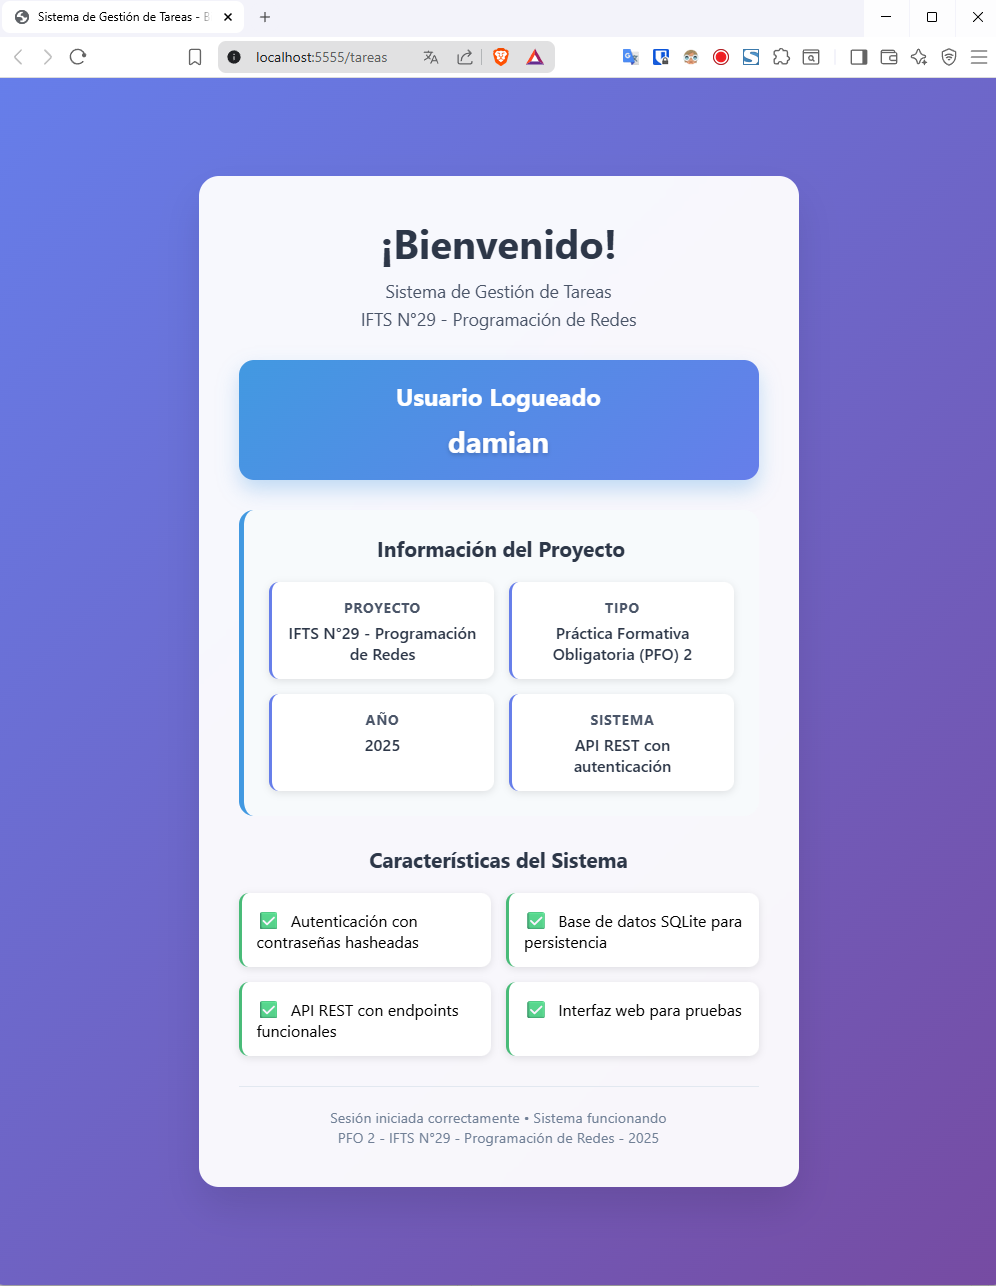 Sistema de Gestión de Tareas - B
localhost:5555/tareas
¡Bienvenido!
Sistema de Gestión de Tareas
IFTS N°29 - Programación de Redes
Usuario Logueado
damian
Información del Proyecto
PROYECTO
IFTS N°29 - Programación
de Redes
TIPO
Práctica Formativa
Obligatoria (PFO) 2
AÑO
2025
SISTEMA
API REST con
autenticación
Características del Sistema
✅ Autenticación con
contraseñas hasheadas
✅ Base de datos SQLite para
persistencia
✅ API REST con endpoints
funcionales
✅ Interfaz web para pruebas
Sesión iniciada correctamente • Sistema funcionando
PFO 2 - IFTS N°29 - Programación de Redes - 2025